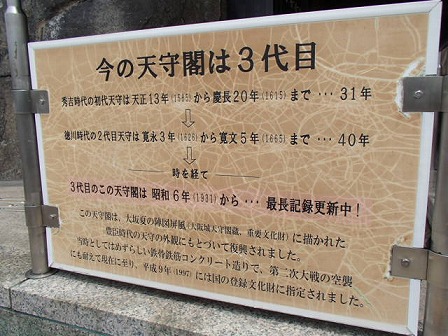 今の天守閣は3代目
秀吉時代の初代天守は 天正13年(1585)から慶長20年(1615)まで … 31年
徳川時代の2代目天守は 寛永3年(1626)から寛文5年(1665)まで … 40年
時を経て
3代目のこの天守閣は 昭和6年(1931)から … 最長記録更新中!
この天守閣は、大坂夏の陣図屏風(大阪城天守閣蔵、重要文化財)に描かれた
豊臣時代の天守の外観にもとづいて復興されました。
当時としてはめずらしい鉄骨鉄筋コンクリート造りで、第二次大戦の空襲
にも耐えて現在に至り、平成9年(1997)には国の登録文化財に指定されました。